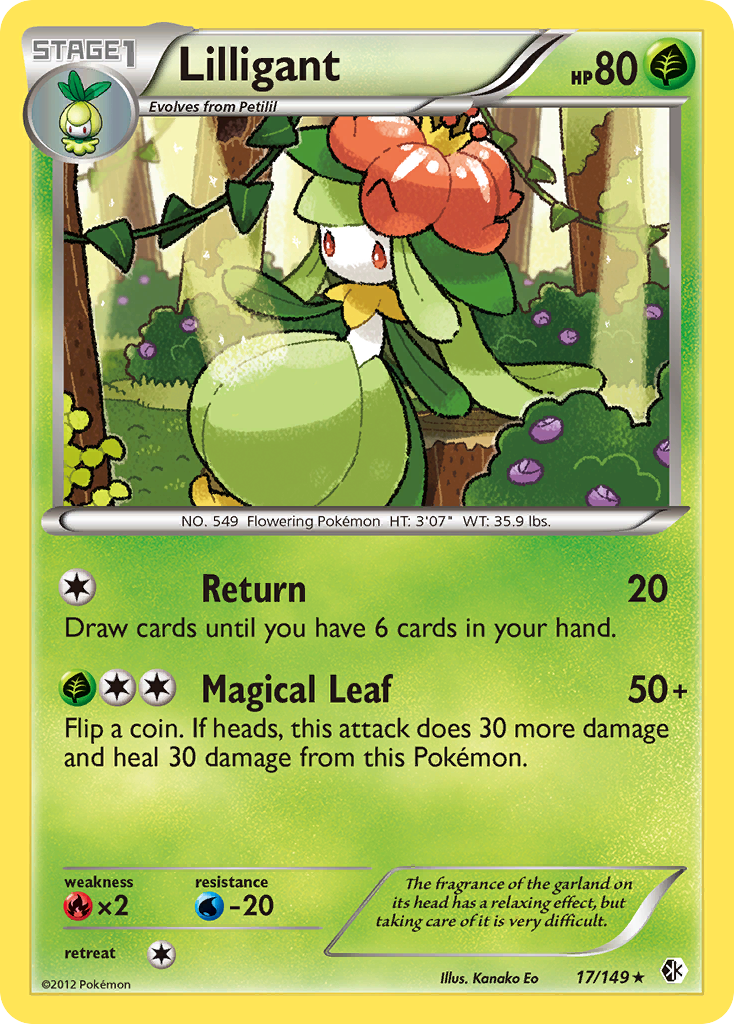 STAGE1
Lilligant
HP80
Evolves from Petilil
NO. 549 Flowering Pokémon HT: 3'07" WT: 35.9 lbs.
Return 20
Draw cards until you have 6 cards in your hand.
Magical Leaf 50+
Flip a coin. If heads, this attack does 30 more damage
and heal 30 damage from this Pokémon.
weakness
×2
resistance
-20
retreat
The fragrance of the garland on
its head has a relaxing effect, but
taking care of it is very difficult.
©2012 Pokémon
Illus. Kanako Eo
17/149★